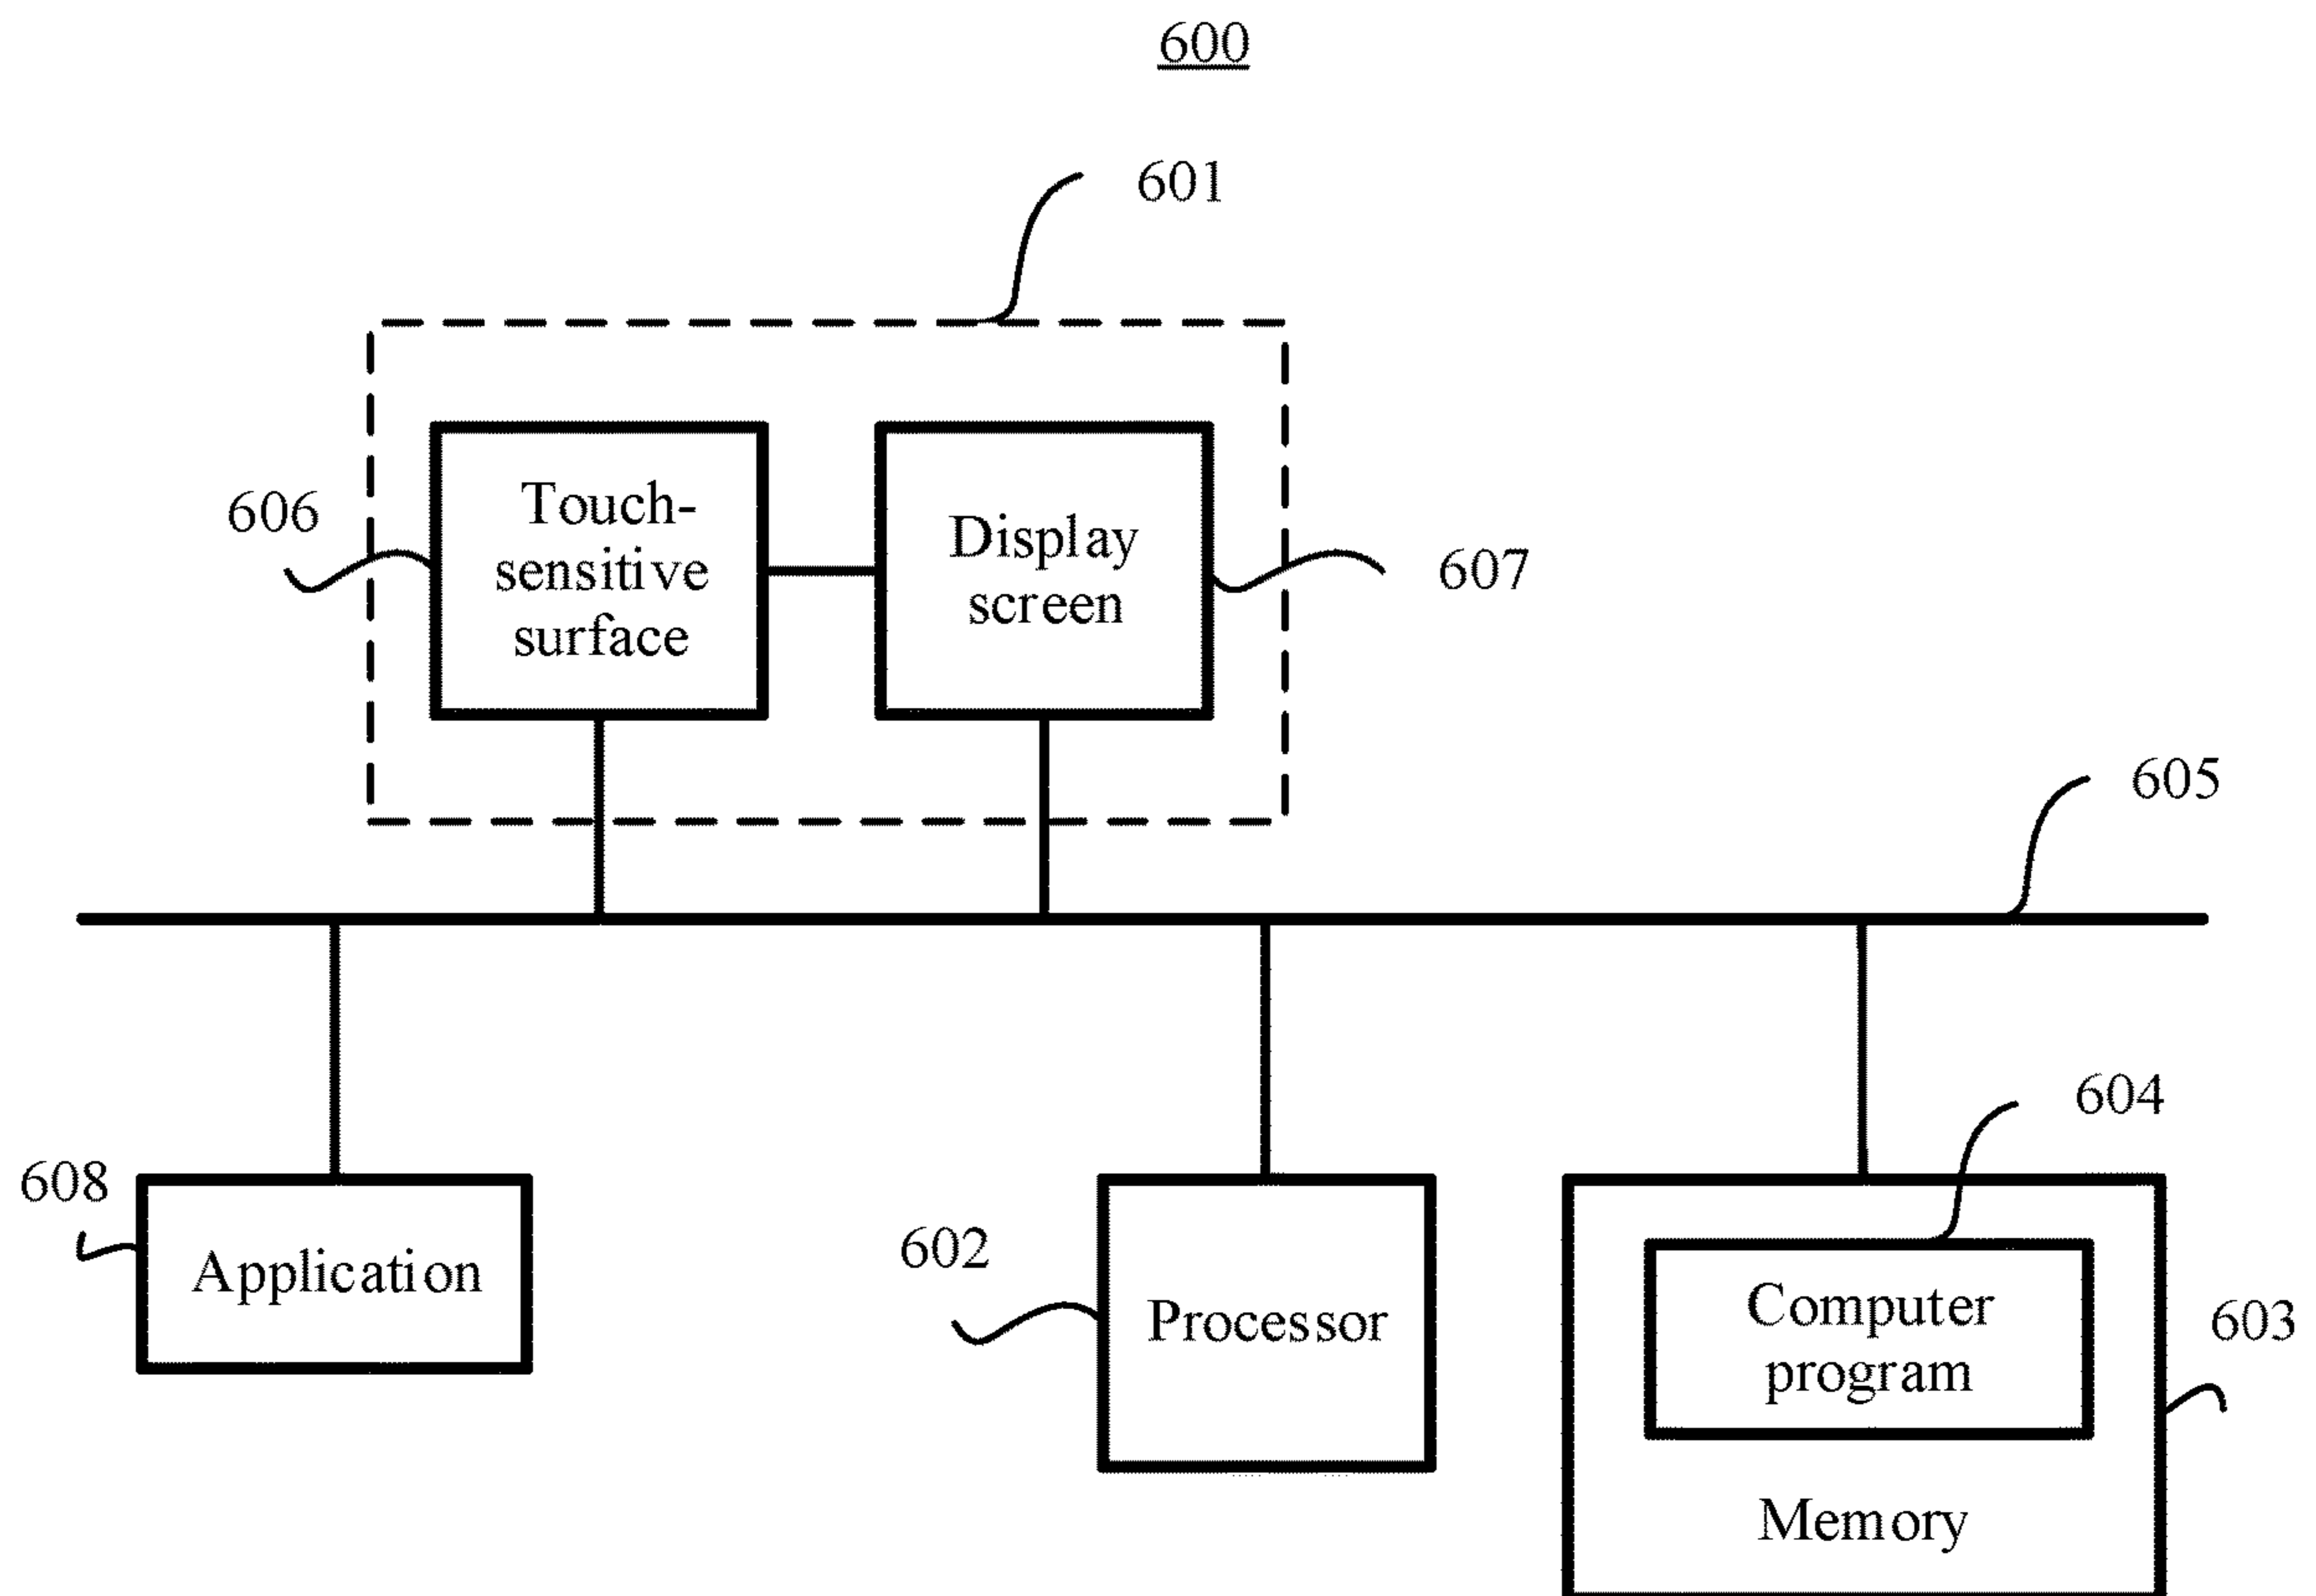 600
601
606
Touch-
sensitive
surface
Display
screen
607
605
604
608
Application
602
Processor
Computer
program
603
Memory